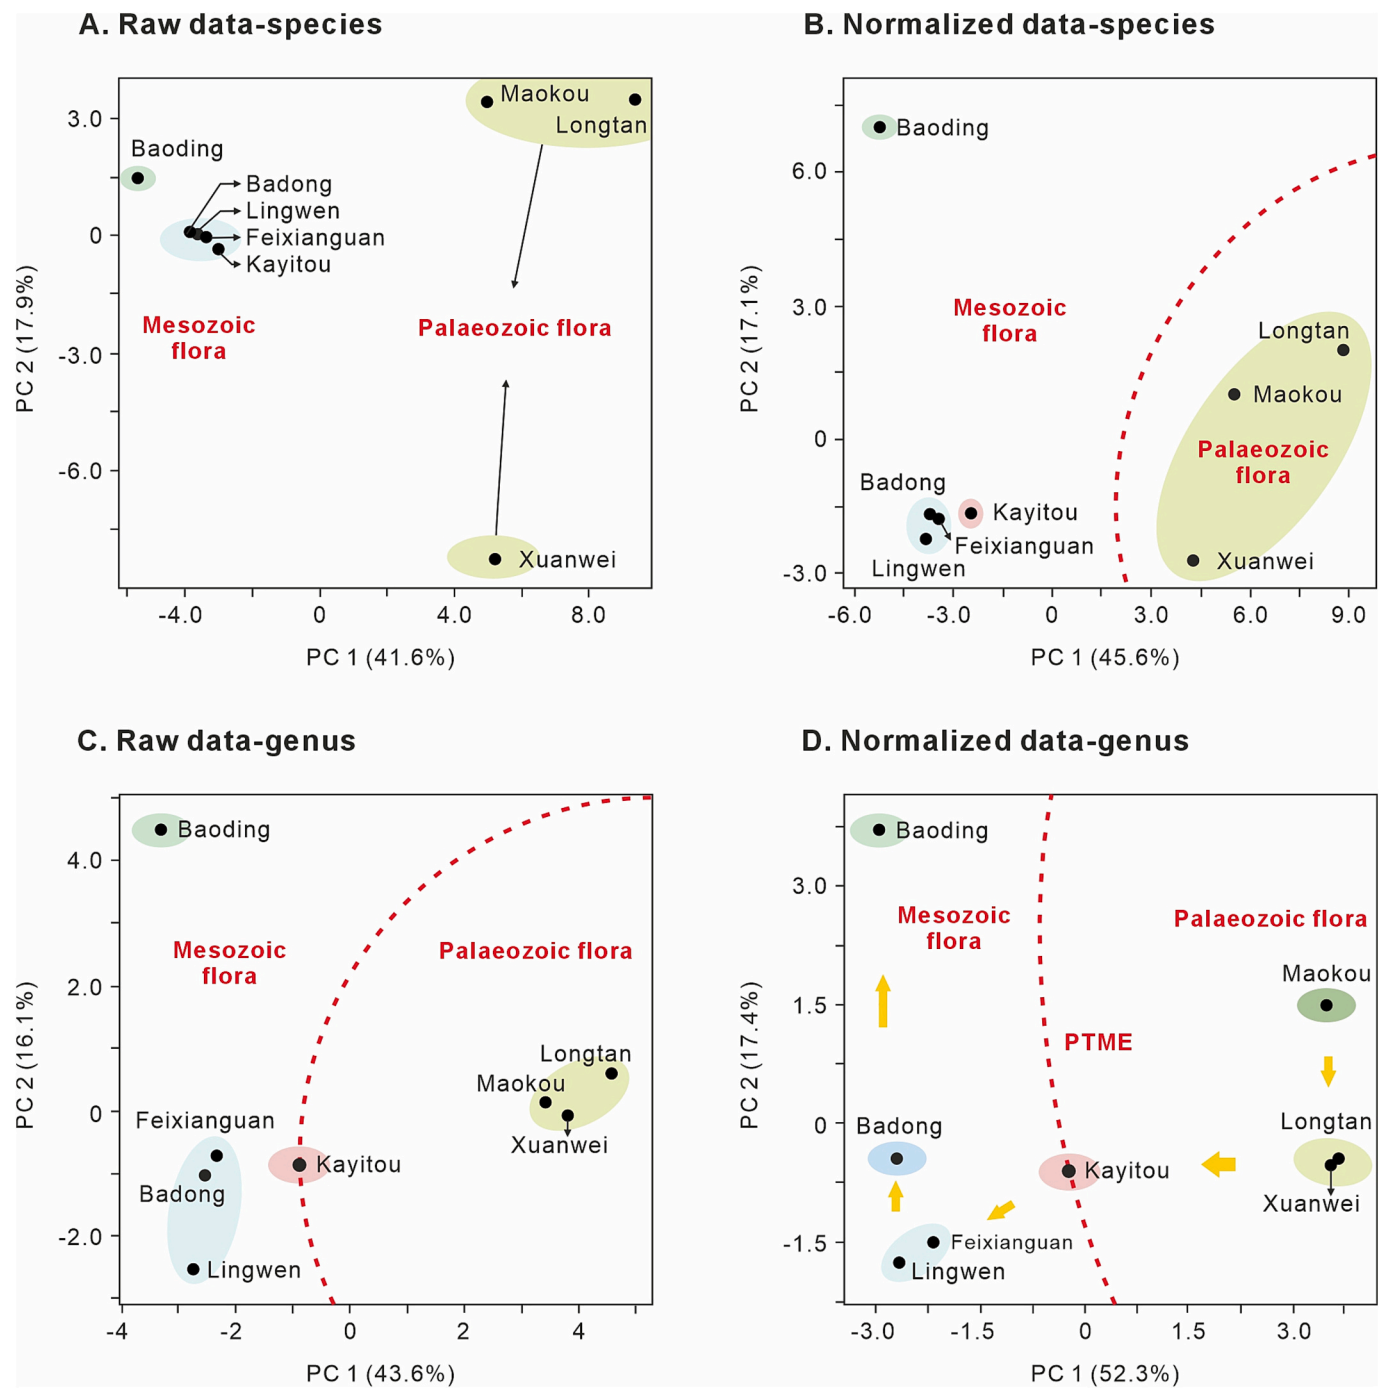 A. Raw data-species
3.0
0
-3.0
-6.0
PC 2 (17.9%)
Maokou
Longtan
Baoding
Badong
Lingwen
Feixianguan
Kayitou
Mesozoic
flora
Palaeozoic flora
Xuanwei
-4.0
0
4.0
8.0
PC 1 (41.6%)
B. Normalized data-species
6.0
3.0
0
-3.0
PC 2 (17.1%)
Baoding
Mesozoic
flora
Longtan
Maokou
Palaeozoic
flora
Badong
Kayitou
Feixianguan
Lingwen
Xuanwei
-6.0
-3.0
0
3.0
6.0
9.0
PC 1 (45.6%)
C. Raw data-genus
4.0
2.0
0
-2.0
PC 2 (16.1%)
Baoding
Mesozoic
flora
Palaeozoic flora
Longtan
Maokou
Xuanwei
Feixianguan
Kayitou
Badong
Lingwen
-4
-2
0
2
4
PC 1 (43.6%)
D. Normalized data-genus
3.0
1.5
0
-1.5
PC 2 (17.4%)
Baoding
Mesozoic
flora
Palaeozoic flora
Maokou
PTME
Longtan
Badong
Kayitou
Xuanwei
Feixianguan
Lingwen
-3.0
-1.5
0
1.5
3.0
PC 1 (52.3%)